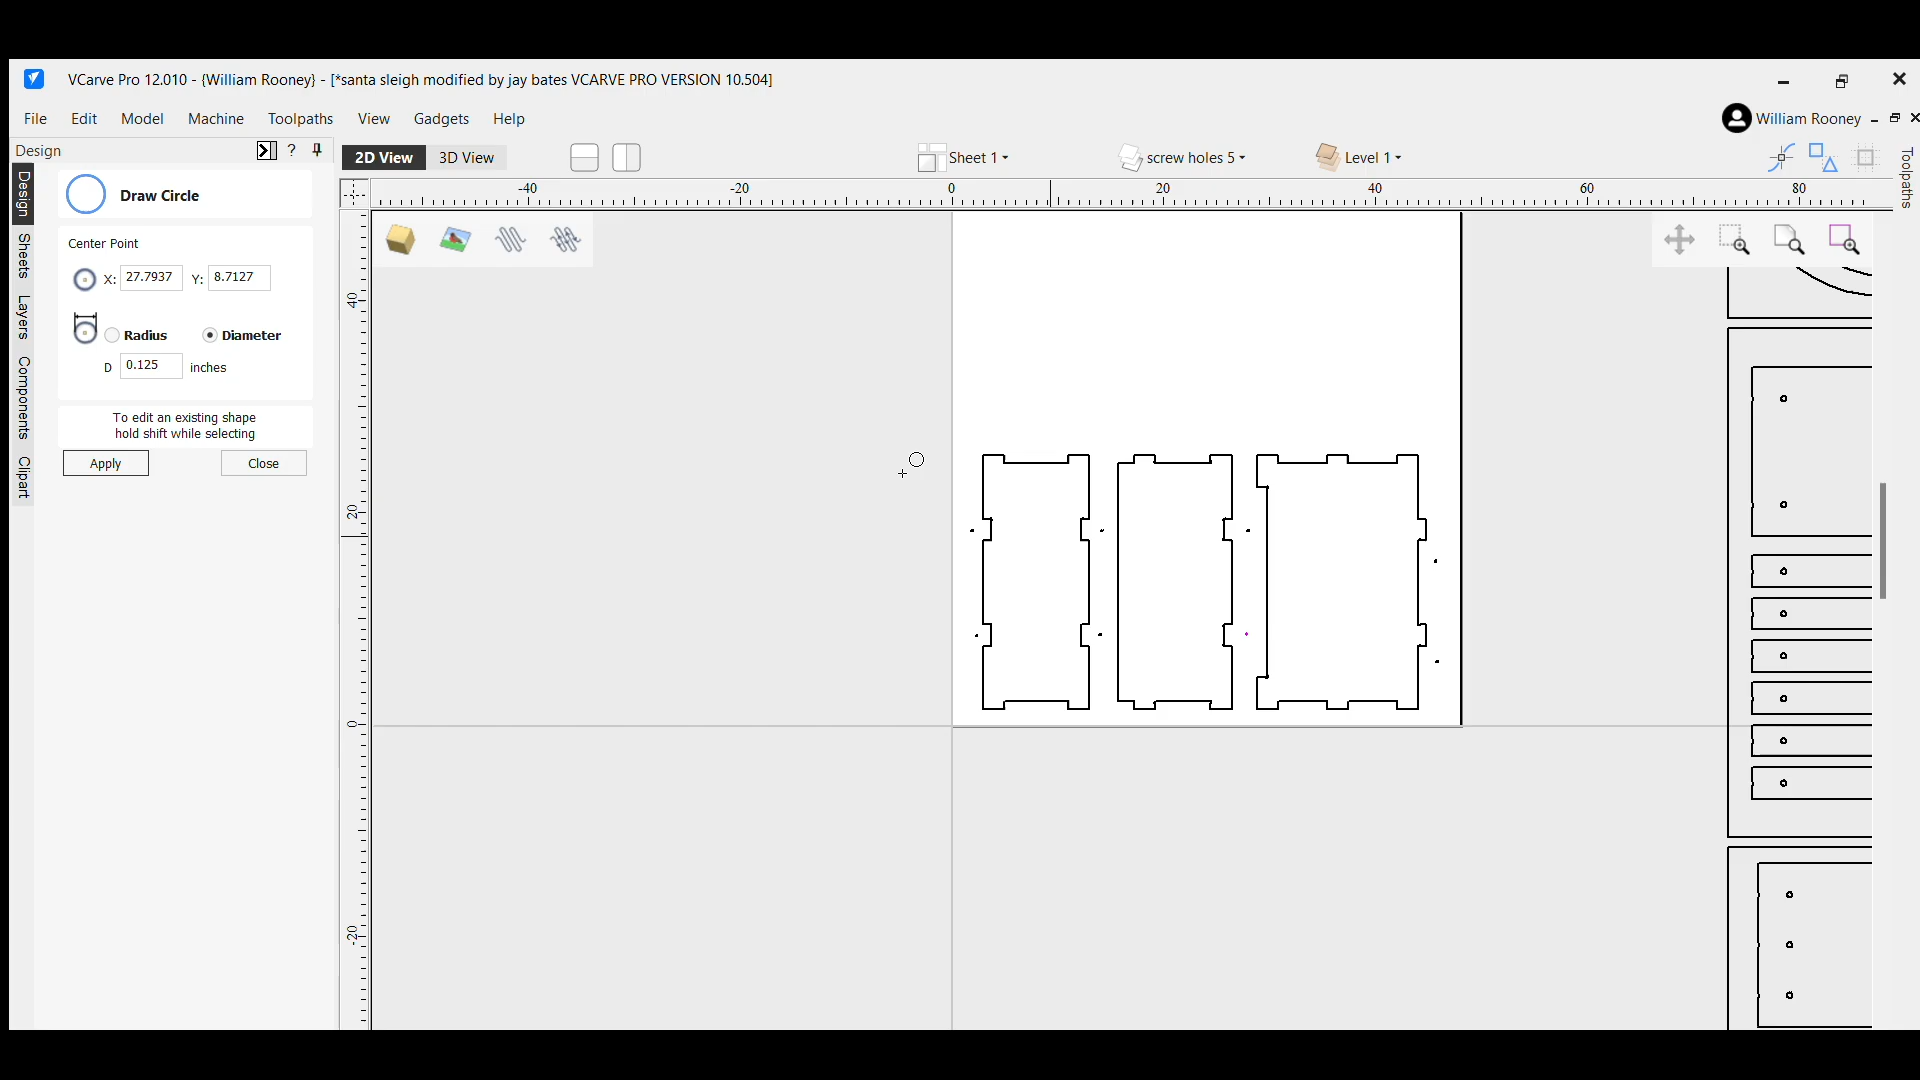 VCarve Pro 12.010 - {William Rooney} - [*santa sleigh modified by jay bates VCARVE PRO VERSION 10.504]
File Edit Model Machine Toolpaths View Gadgets Help
William Rooney
Design
?
2D View 3D View
Sheet 1
screw holes 5
Level 1
Toolpaths
Design
Sheets
Layers
Components
Clipart
Draw Circle
Center Point
X: 27.7937 Y: 8.7127
Radius Diameter
D 0.125 inches
To edit an existing shape
hold shift while selecting
Apply Close
-40 -20 0 20 40 60 80
40
20
0
-20